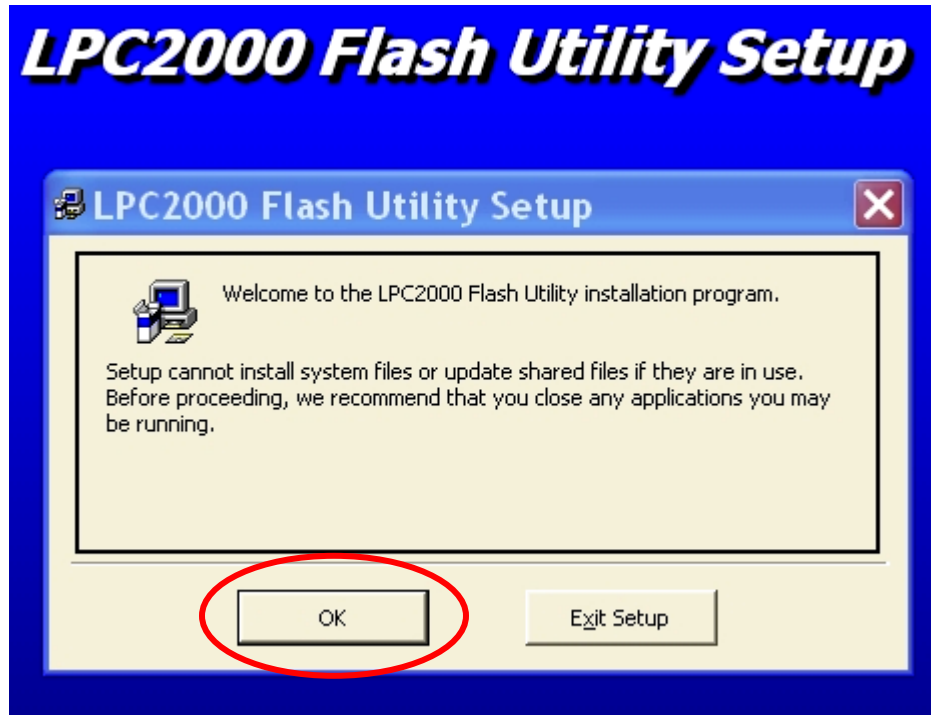 LPC2000 Flash Utility Setup
LPC2000 Flash Utility Setup
Welcome to the LPC2000 Flash Utility installation program.
Setup cannot install system files or update shared files if they are in use.
Before proceeding, we recommend that you close any applications you may
be running.
OK
Exit Setup